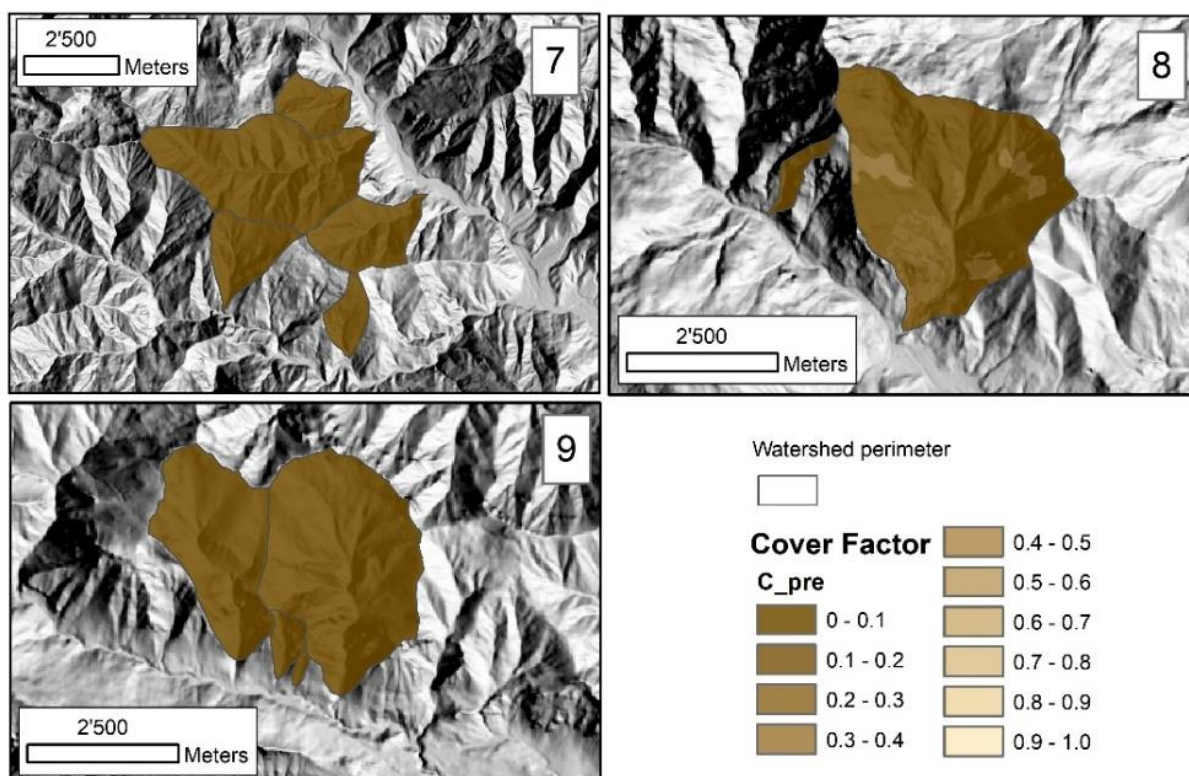 2'500
Meters
7
2'500
Meters
8
2'500
Meters
9
Watershed perimeter
Cover Factor
C_pre
0 - 0.1
0.1 - 0.2
0.2 - 0.3
0.3 - 0.4
0.4 - 0.5
0.5 - 0.6
0.6 - 0.7
0.7 - 0.8
0.8 - 0.9
0.9 - 1.0